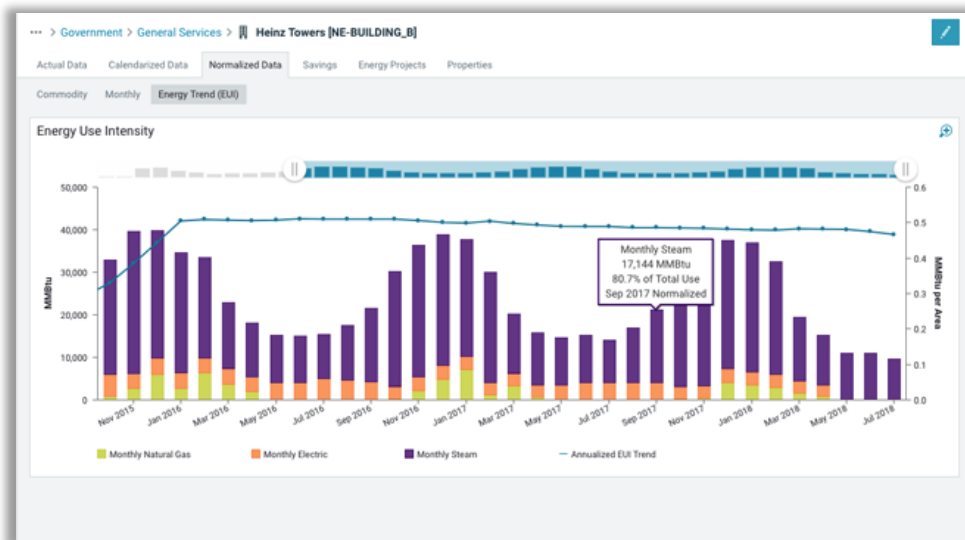 ··· > Government > General Services > Heinz Towers [NE-BUILDING_B]
Actual Data Calendarized Data Normalized Data Savings Energy Projects Properties
Commodity Monthly Energy Trend (EUI)
Energy Use Intensity
50,000
40,000
30,000
20,000
10,000
0
MMBtu
0.6
0.5
0.4
0.3
0.2
0.1
0.0
MMBtu per Area
Monthly Steam
17,144 MMBtu
80.7% of Total Use
Sep 2017 Normalized
Nov 2015 Jan 2016 Mar 2016 May 2016 Jul 2016 Sep 2016 Nov 2016 Jan 2017 Mar 2017 May 2017 Jul 2017 Sep 2017 Nov 2017 Jan 2018 Mar 2018 May 2018 Jul 2018
Monthly Natural Gas Monthly Electric Monthly Steam Annualized EUI Trend